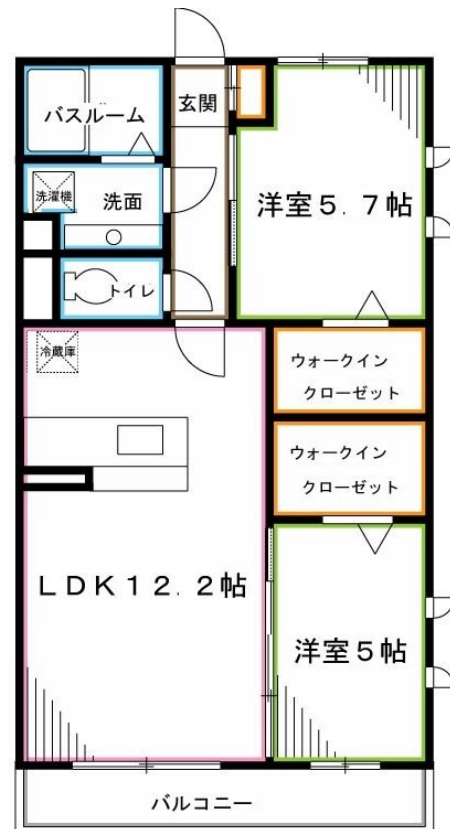 バスルーム
玄関
洗濯機
洗面
洋室5.7帖
トイレ
冷蔵庫
ウォークイン
クローゼット
ウォークイン
クローゼット
LDK12.2帖
洋室5帖
バルコニー